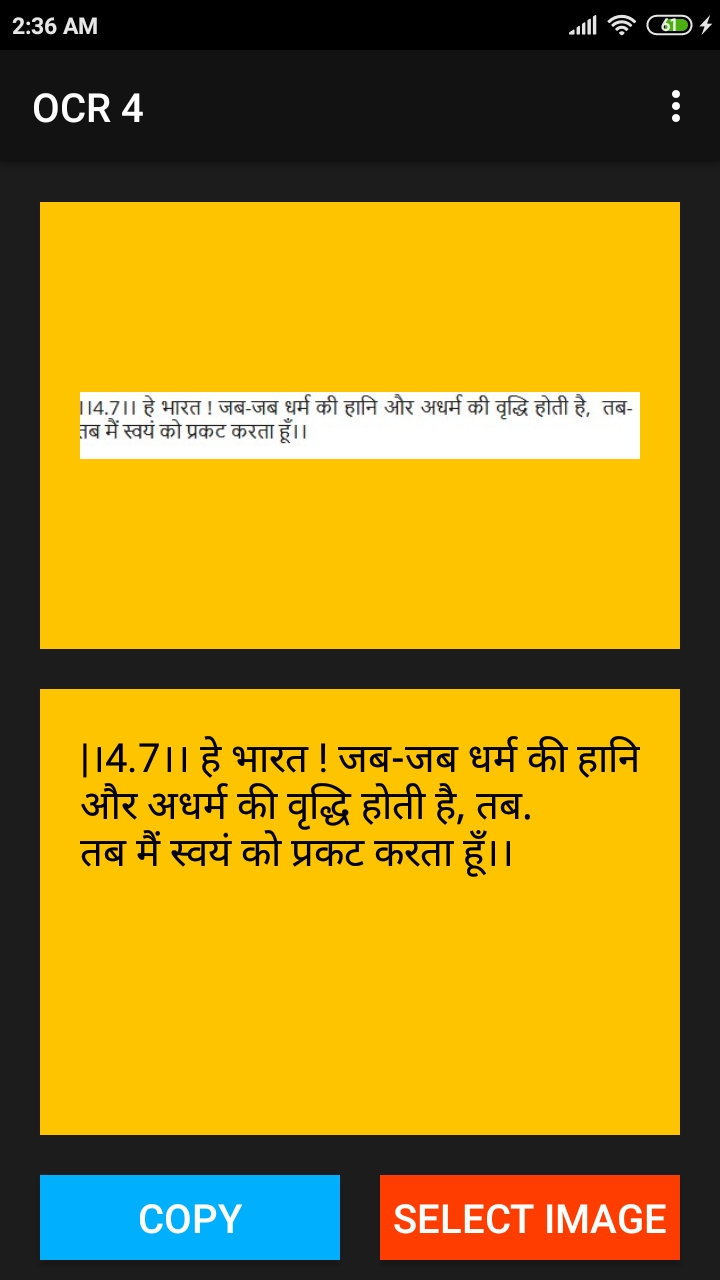 2:36 AM
61
OCR 4
।।4.7।। हे भारत ! जब-जब धर्म की हानि और अधर्म की वृद्धि होती है, तब-
तब मैं स्वयं को प्रकट करता हूँ।।
|।4.7।। हे भारत ! जब-जब धर्म की हानि
और अधर्म की वृद्धि होती है, तब.
तब मैं स्वयं को प्रकट करता हूँ।।
COPY
SELECT IMAGE